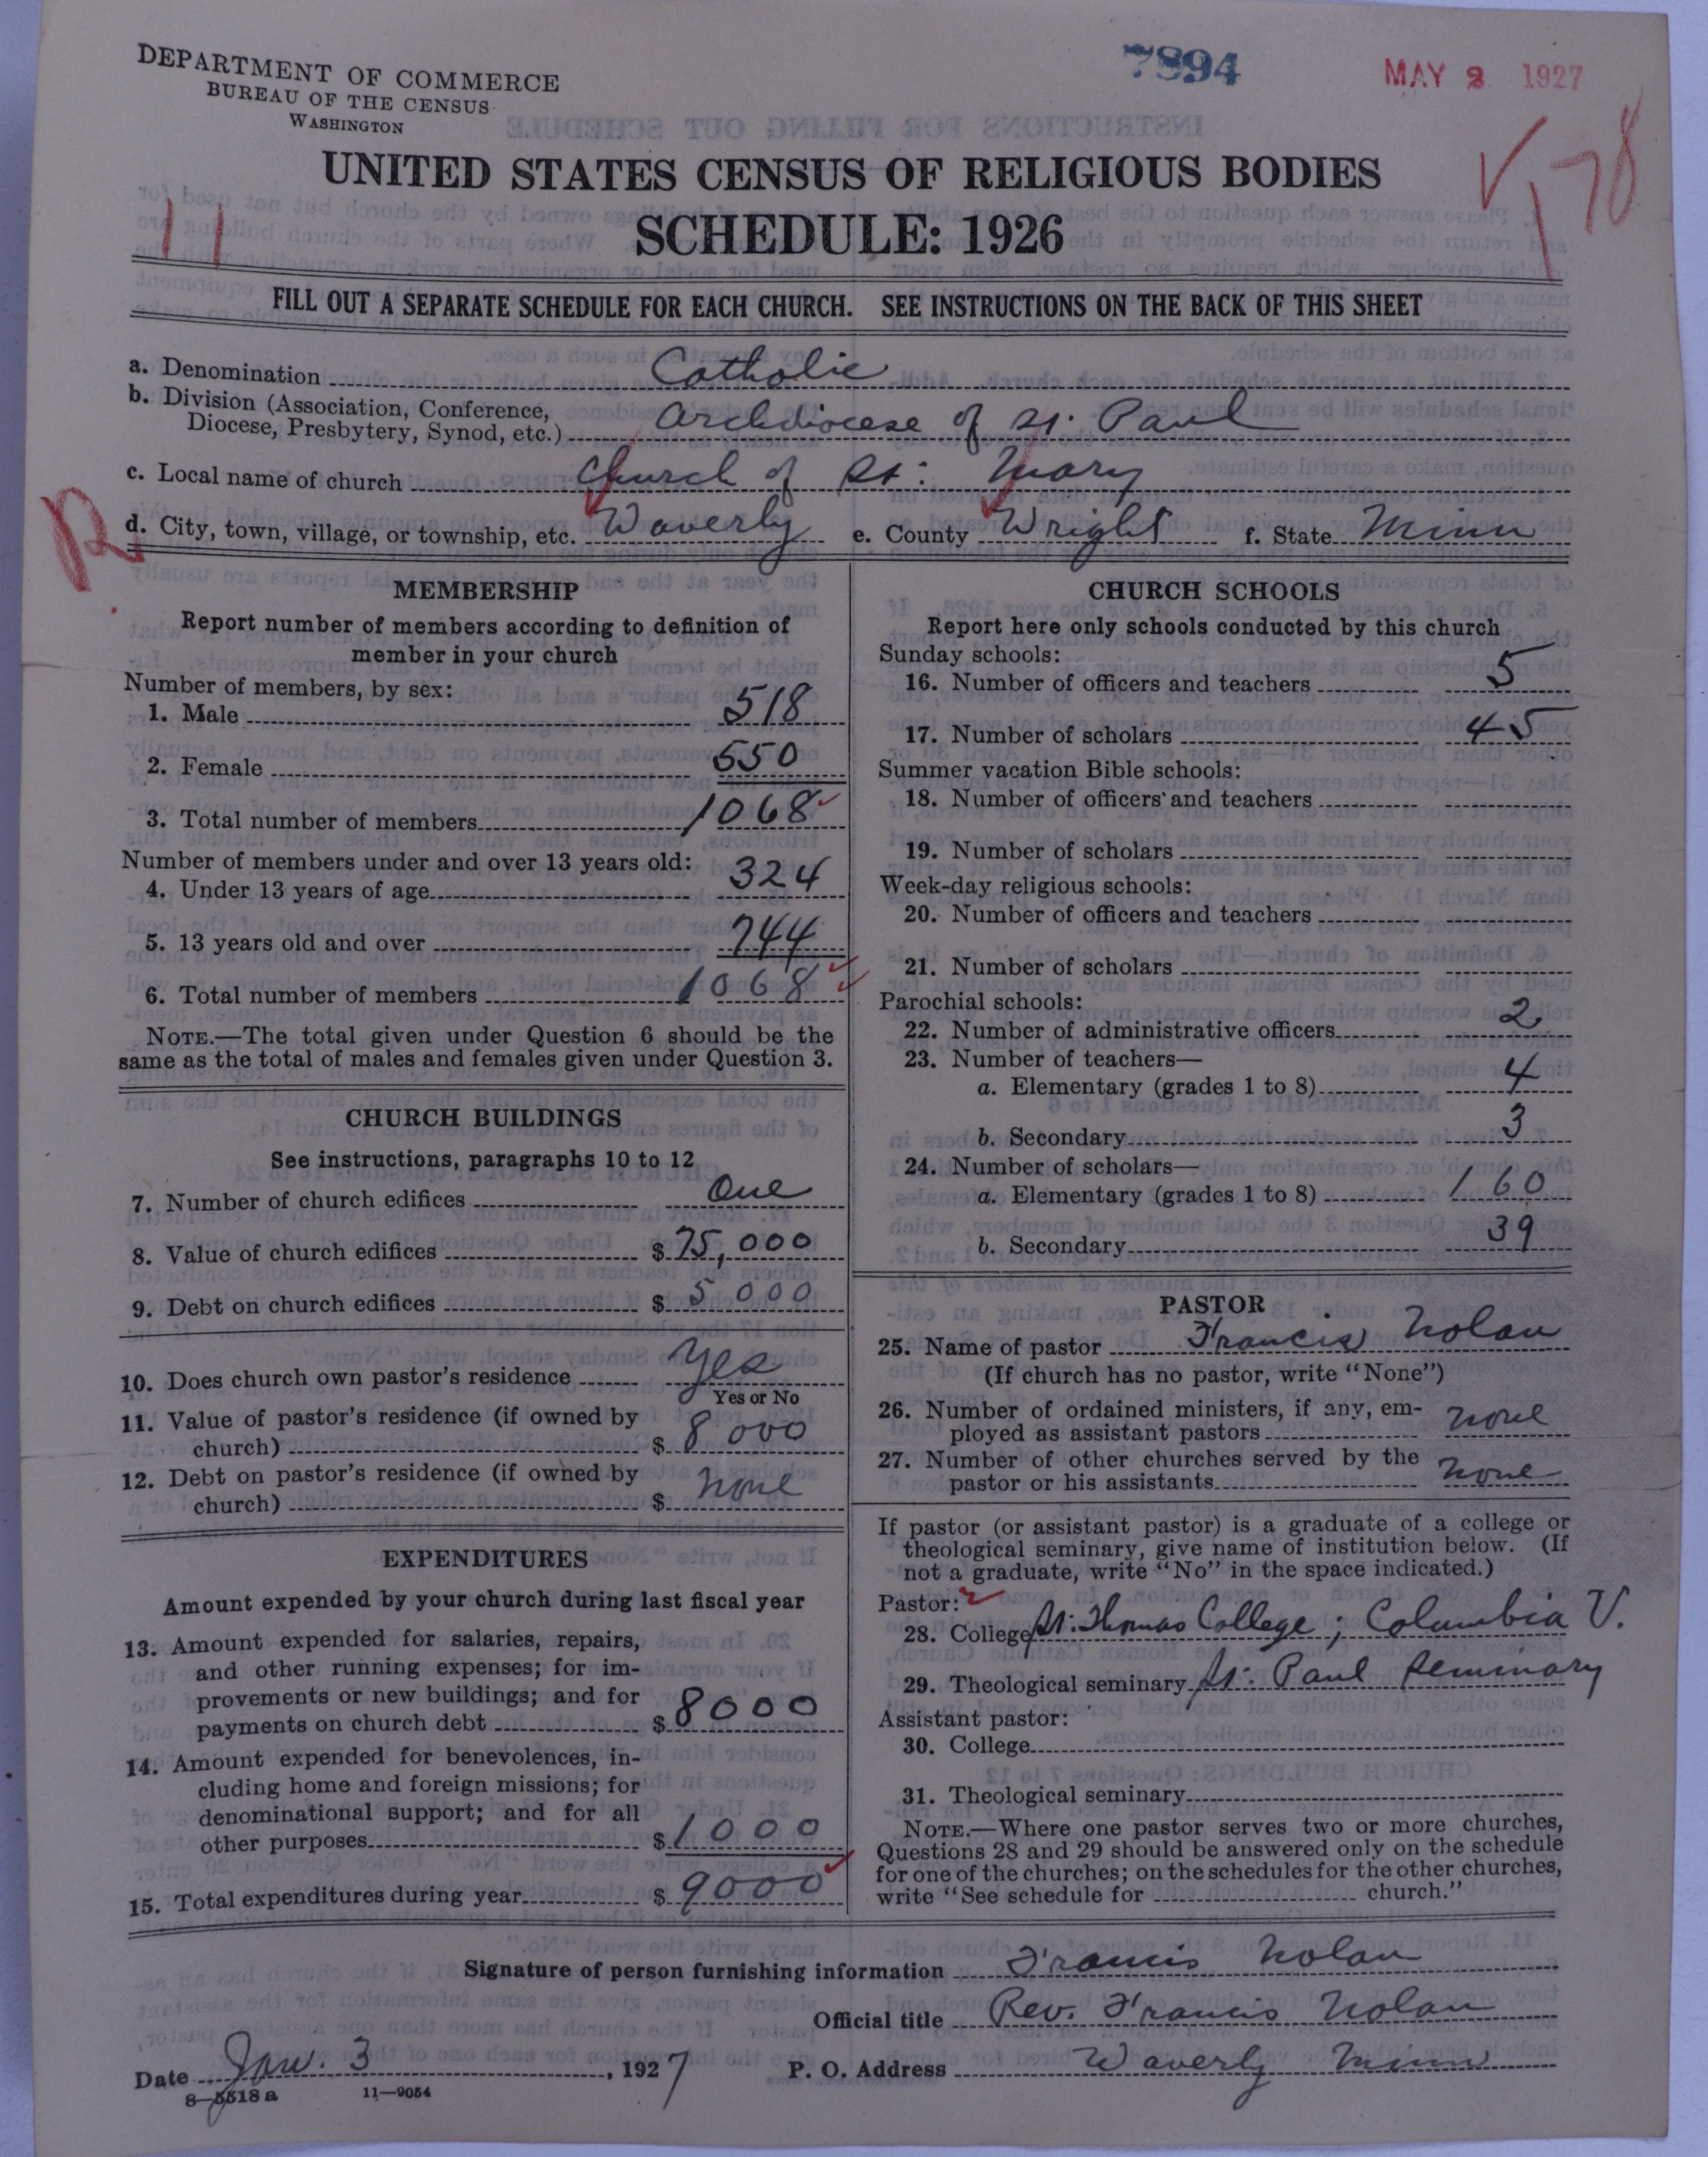 DEPARTMENT OF COMMERCE
BUREAU OF THE CENSUS
WASHINGTON
7894
MAY 2 1927
UNITED STATES CENSUS OF RELIGIOUS BODIES
SCHEDULE: 1926
11
178
FILL OUT A SEPARATE SCHEDULE FOR EACH CHURCH. SEE INSTRUCTIONS ON THE BACK OF THIS SHEET
a. Denomination Catholic
b. Division (Association, Conference,
Diocese, Presbytery, Synod, etc.) Archdiocese of St. Paul
c. Local name of church Church of St. Mary
R
d. City, town, village, or township, etc. Waverly e. County Wright f. State Minn
MEMBERSHIP
Report number of members according to definition of
member in your church
Number of members, by sex:
1. Male 518
2. Female 550
3. Total number of members 1068
Number of members under and over 13 years old:
4. Under 13 years of age 324
5. 13 years old and over 744
6. Total number of members 1068
NOTE.—The total given under Question 6 should be the
same as the total of males and females given under Question 3.
CHURCH BUILDINGS
See instructions, paragraphs 10 to 12
7. Number of church edifices One
8. Value of church edifices $ 75,000
9. Debt on church edifices $ 5000
10. Does church own pastor's residence Yes
Yes or No
11. Value of pastor's residence (if owned by
church) $ 8000
12. Debt on pastor's residence (if owned by
church) $ none
EXPENDITURES
Amount expended by your church during last fiscal year
13. Amount expended for salaries, repairs,
and other running expenses; for im-
provements or new buildings; and for
payments on church debt $ 8000
14. Amount expended for benevolences, in-
cluding home and foreign missions; for
denominational support; and for all
other purposes $ 1000
15. Total expenditures during year $ 9000
CHURCH SCHOOLS
Report here only schools conducted by this church
Sunday schools:
16. Number of officers and teachers 5
17. Number of scholars 45
Summer vacation Bible schools:
18. Number of officers and teachers
19. Number of scholars
Week-day religious schools:
20. Number of officers and teachers
21. Number of scholars
Parochial schools:
22. Number of administrative officers 2
23. Number of teachers—
a. Elementary (grades 1 to 8) 4
b. Secondary 3
24. Number of scholars—
a. Elementary (grades 1 to 8) 160
b. Secondary 39
PASTOR
25. Name of pastor Francis Nolan
(If church has no pastor, write "None")
26. Number of ordained ministers, if any, em-
ployed as assistant pastors none
27. Number of other churches served by the
pastor or his assistants none
If pastor (or assistant pastor) is a graduate of a college or
theological seminary, give name of institution below. (If
not a graduate, write "No" in the space indicated.)
Pastor:
28. College St. Thomas College; Columbia U.
29. Theological seminary St. Paul Seminary
Assistant pastor:
30. College
31. Theological seminary
NOTE.—Where one pastor serves two or more churches,
Questions 28 and 29 should be answered only on the schedule
for one of the churches; on the schedules for the other churches,
write "See schedule for church."
Signature of person furnishing information Francis Nolan
Official title Rev. Francis Nolan
Date Jan. 3, 1927 P. O. Address Waverly Minn
8—5518 a 11—9054